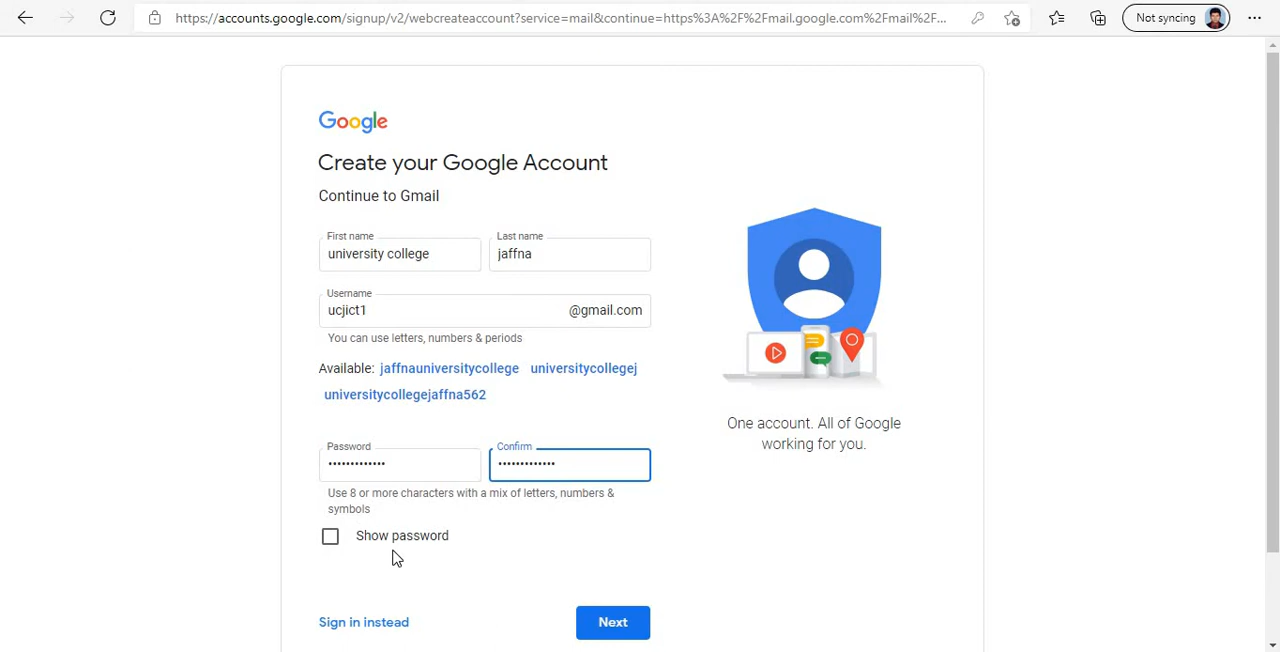 https://accounts.google.com/signup/v2/webcreateaccount?service=mail&continue=https%3A%2F%2Fmail.google.com%2Fmail%2F...
Not syncing
Google
Create your Google Account
Continue to Gmail
First name
Last name
university college
jaffna
Username
ucjict1
@gmail.com
You can use letters, numbers & periods
Available: jaffnauniversitycollege universitycollegej
universitycollegejaffna562
Password
Confirm
•••••••••••••
•••••••••••••
Use 8 or more characters with a mix of letters, numbers &
symbols
Show password
Sign in instead
Next
One account. All of Google
working for you.